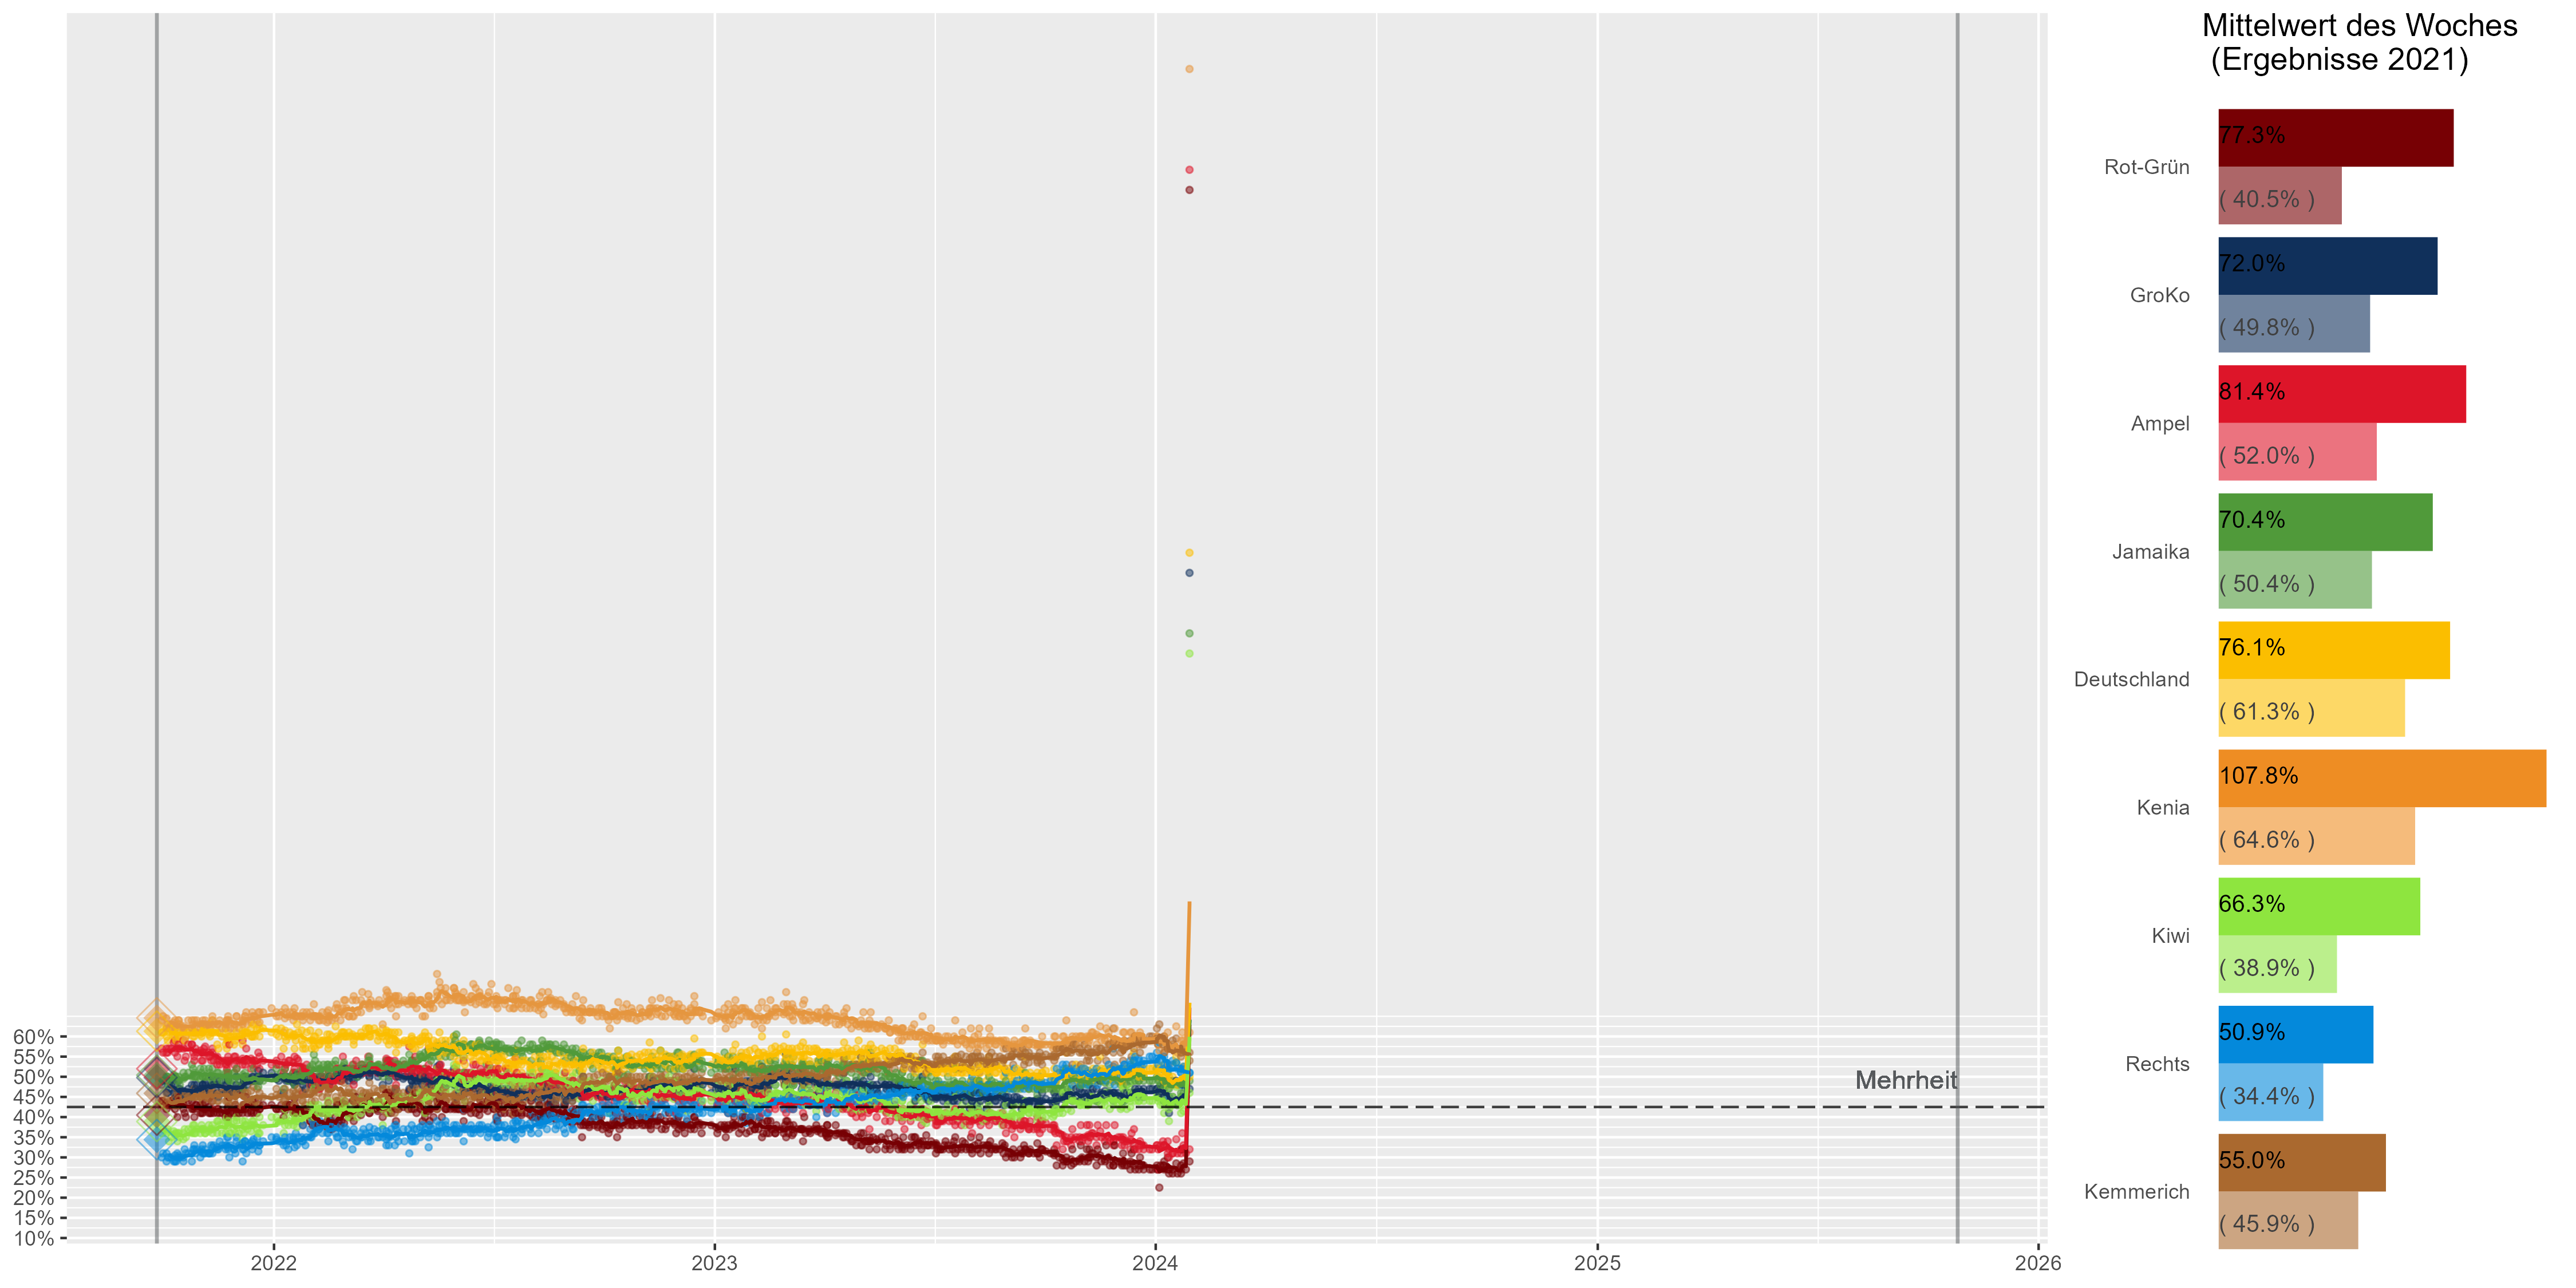 Mittelwert des Woches
(Ergebnisse 2021)
60%
55%
50%
45%
40%
35%
30%
25%
20%
15%
10%
2022
2023
2024
2025
2026
Mehrheit
Rot-Grün
77.3%
( 40.5% )
GroKo
72.0%
( 49.8% )
Ampel
81.4%
( 52.0% )
Jamaika
70.4%
( 50.4% )
Deutschland
76.1%
( 61.3% )
Kenia
107.8%
( 64.6% )
Kiwi
66.3%
( 38.9% )
Rechts
50.9%
( 34.4% )
Kemmerich
55.0%
( 45.9% )